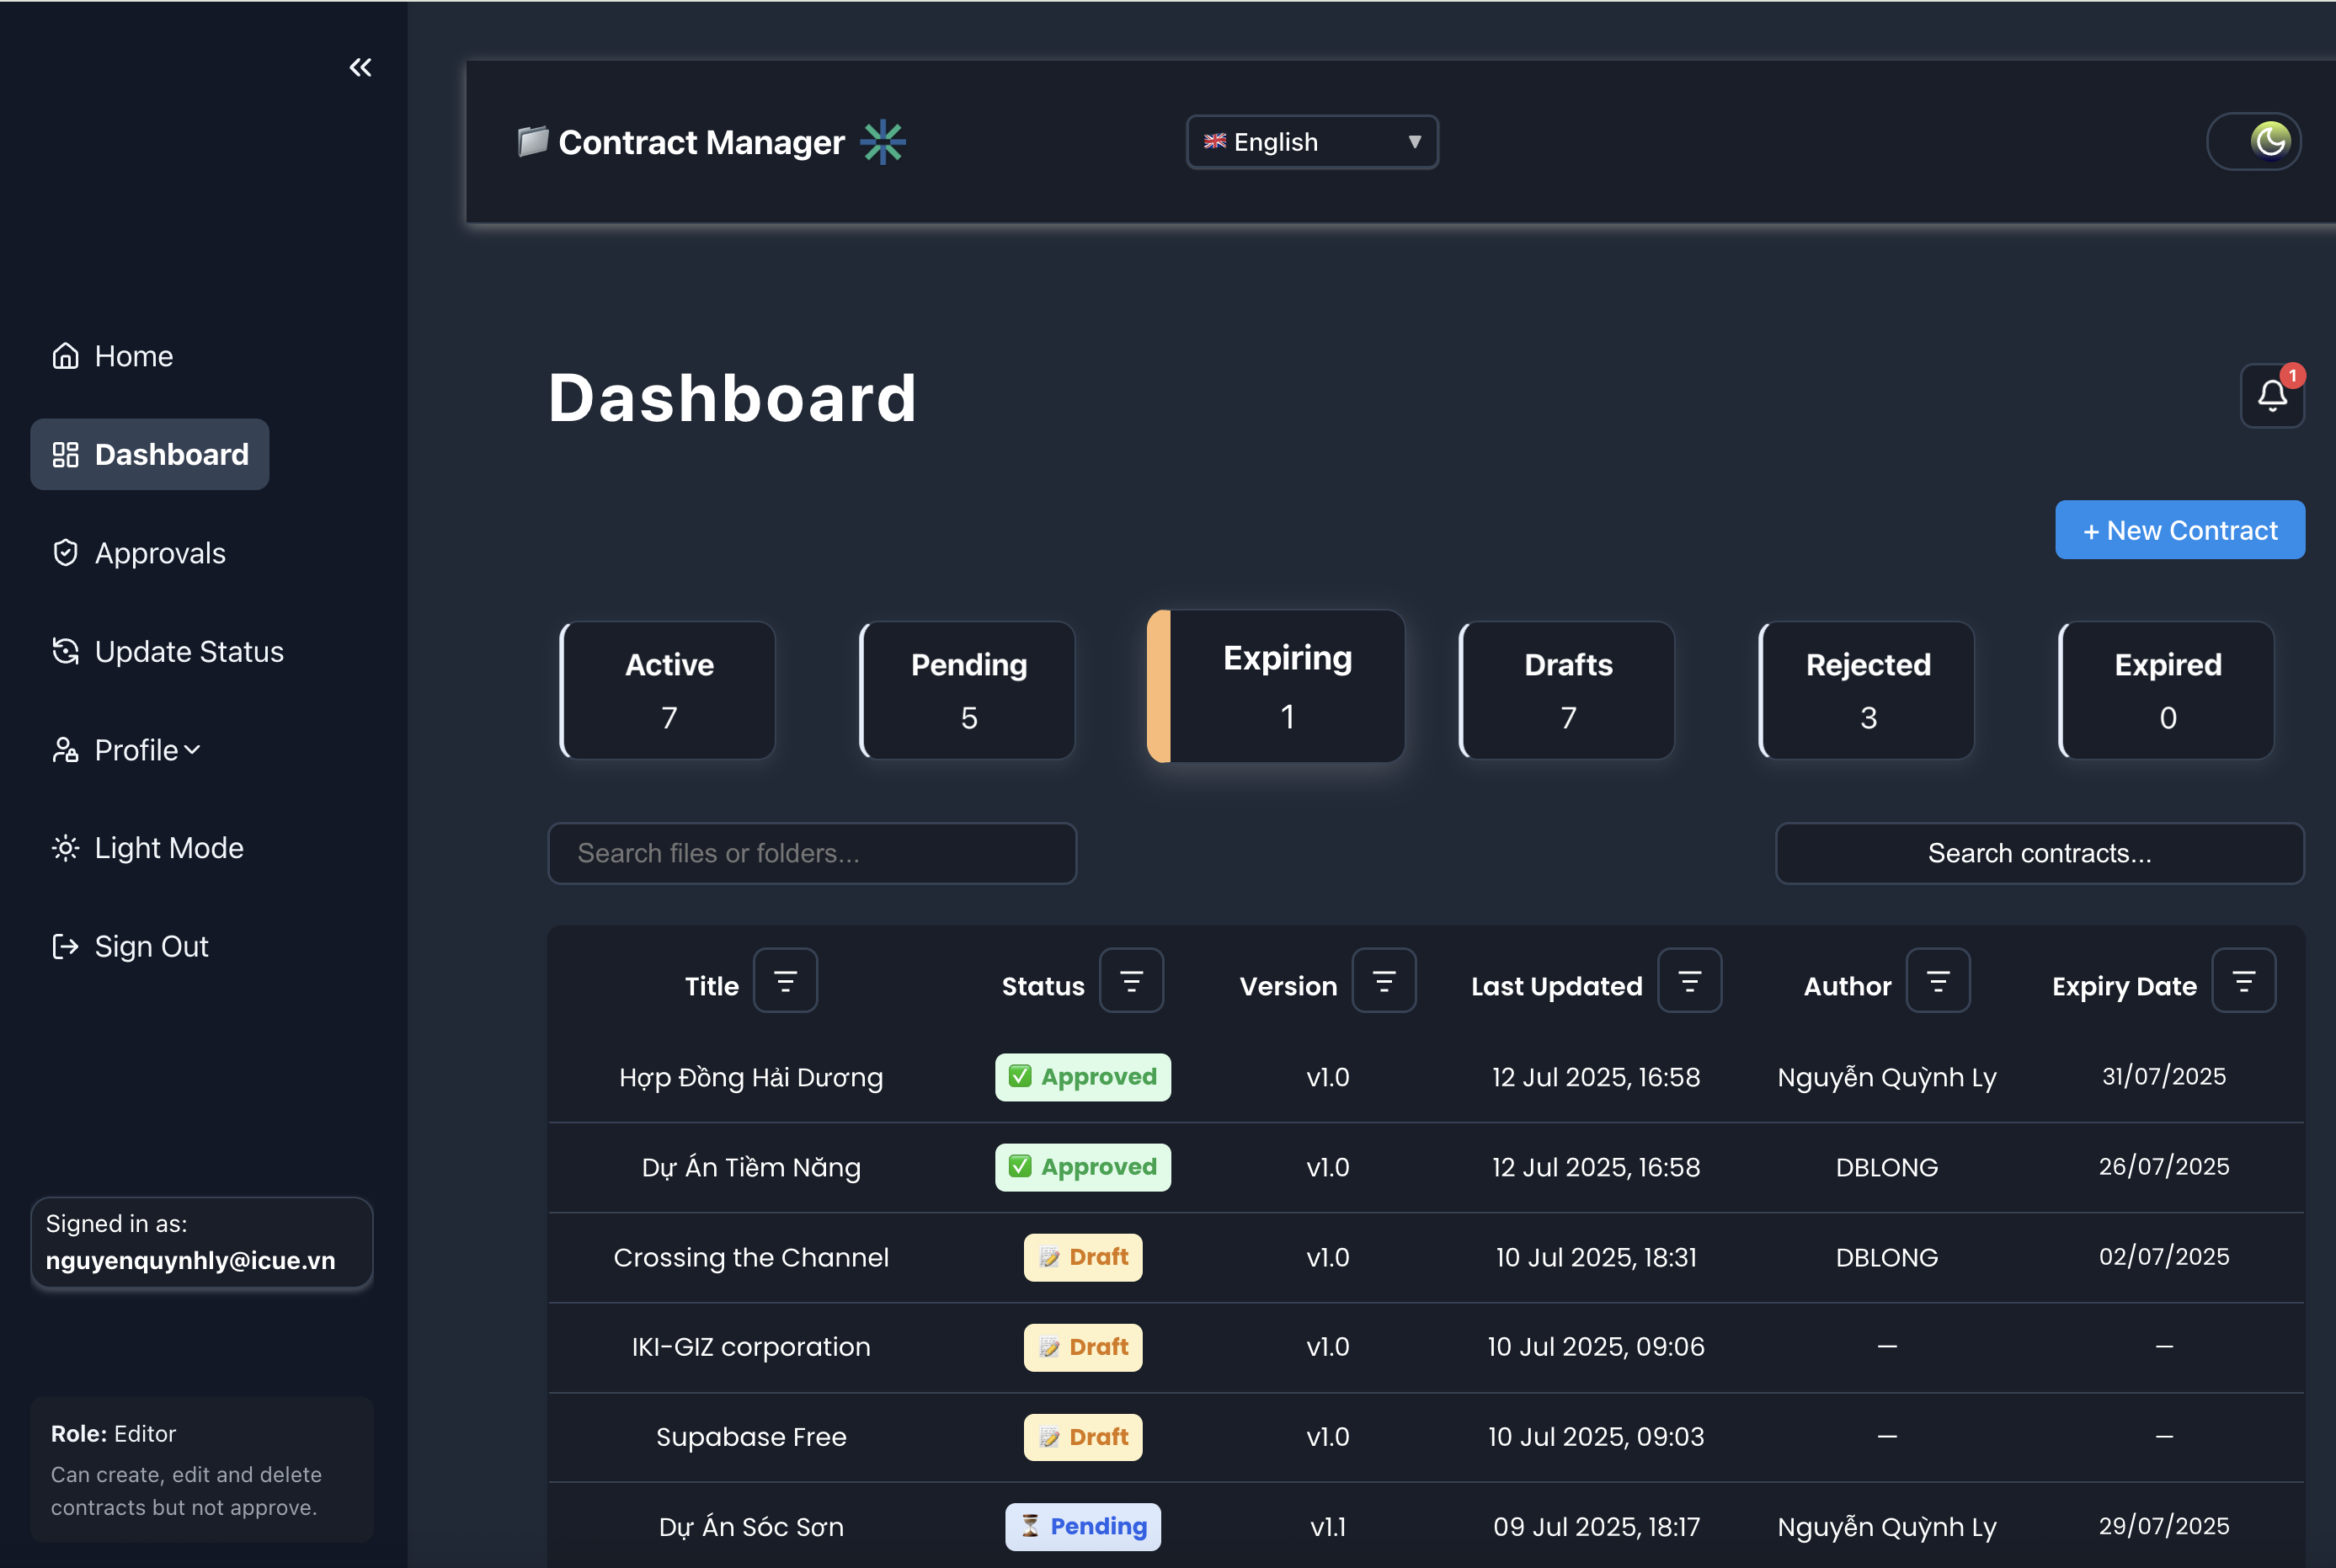 Home
Dashboard
Approvals
Update Status
Profile
Light Mode
Sign Out
Signed in as:
nguyenquynhly@icue.vn
Role: Editor
Can create, edit and delete
contracts but not approve.
Contract Manager
English
Dashboard
1
+ New Contract
Active
7
Pending
5
Expiring
1
Drafts
7
Rejected
3
Expired
0
Search files or folders...
Search contracts...
Title Status Version Last Updated Author Expiry Date
Hợp Đồng Hải Dương Approved v1.0 12 Jul 2025, 16:58 Nguyễn Quỳnh Ly 31/07/2025
Dự Án Tiềm Năng Approved v1.0 12 Jul 2025, 16:58 DBLONG 26/07/2025
Crossing the Channel Draft v1.0 10 Jul 2025, 18:31 DBLONG 02/07/2025
IKI-GIZ corporation Draft v1.0 10 Jul 2025, 09:06 — —
Supabase Free Draft v1.0 10 Jul 2025, 09:03 — —
Dự Án Sóc Sơn Pending v1.1 09 Jul 2025, 18:17 Nguyễn Quỳnh Ly 29/07/2025